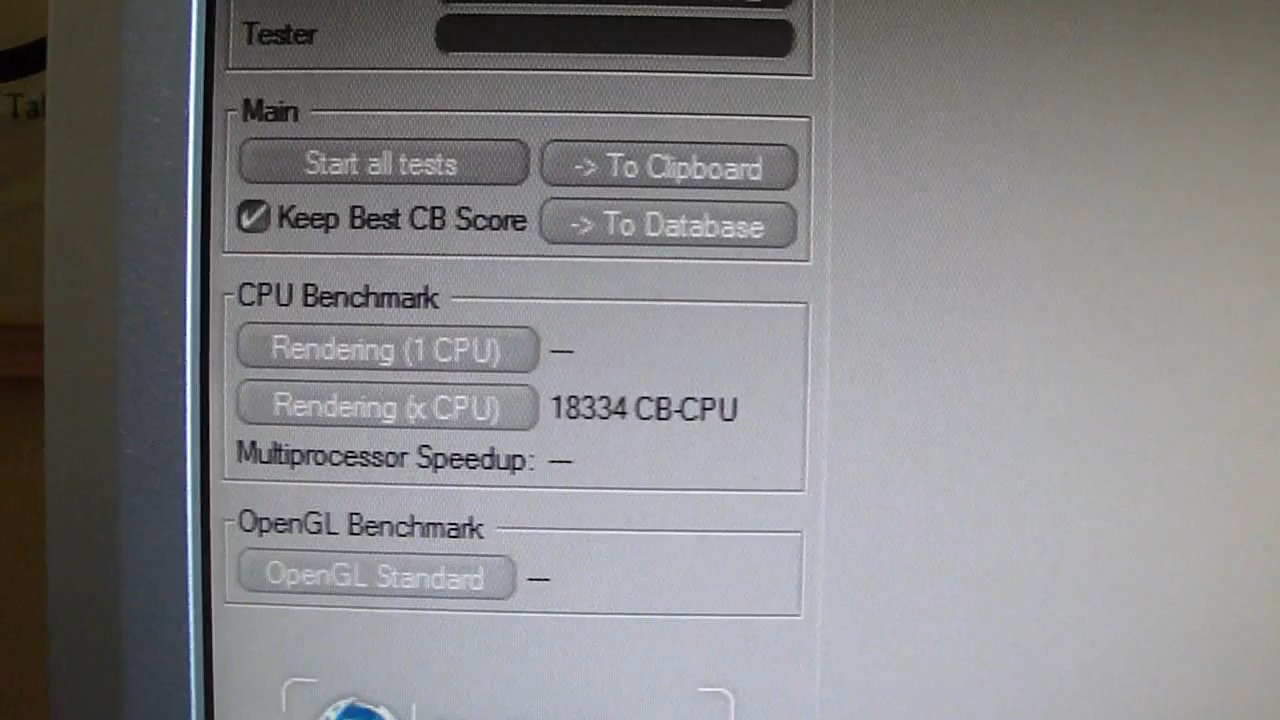 Tester
Main
Start all tests
-> To Clipboard
Keep Best CB Score
-> To Database
CPU Benchmark
Rendering (1 CPU)
---
Rendering (x CPU)
18334 CB-CPU
Multiprocessor Speedup: ---
OpenGL Benchmark
OpenGL Standard
---